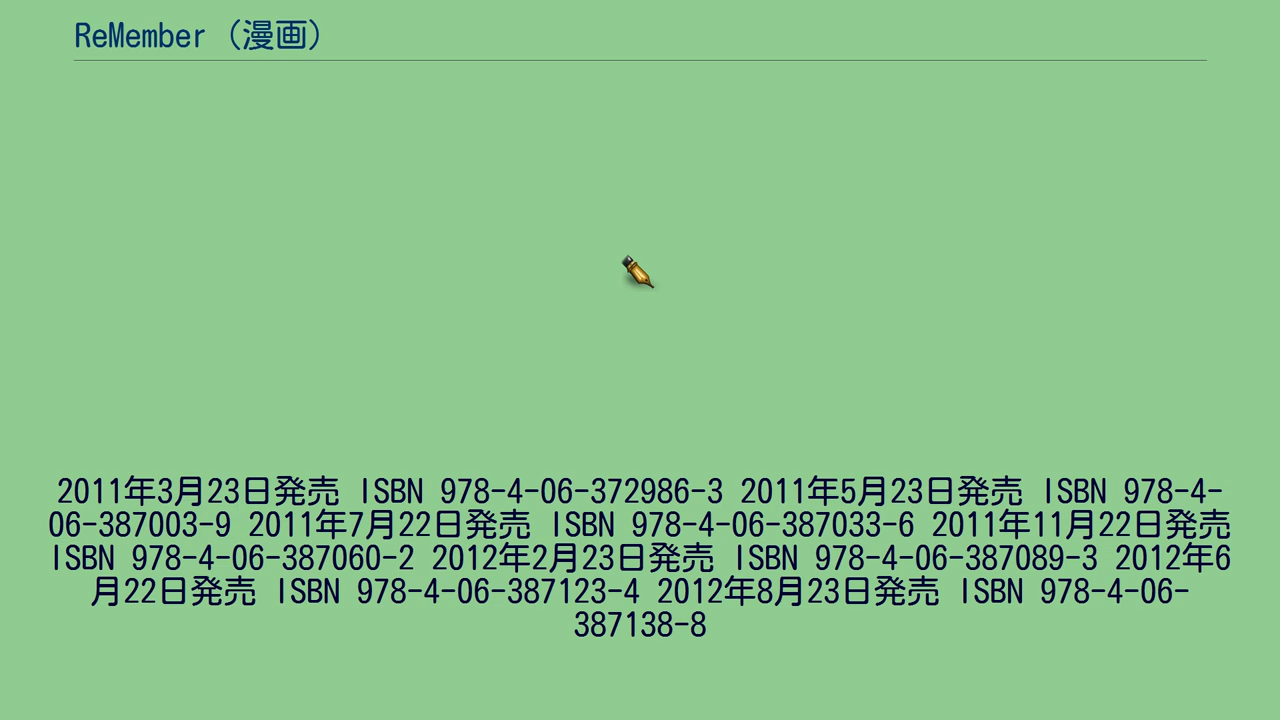 ReMember (漫画)
2011年3月23日発売 ISBN 978-4-06-372986-3 2011年5月23日発売 ISBN 978-4-
06-387003-9 2011年7月22日発売 ISBN 978-4-06-387033-6 2011年11月22日発売
ISBN 978-4-06-387060-2 2012年2月23日発売 ISBN 978-4-06-387089-3 2012年6
月22日発売 ISBN 978-4-06-387123-4 2012年8月23日発売 ISBN 978-4-06-
387138-8